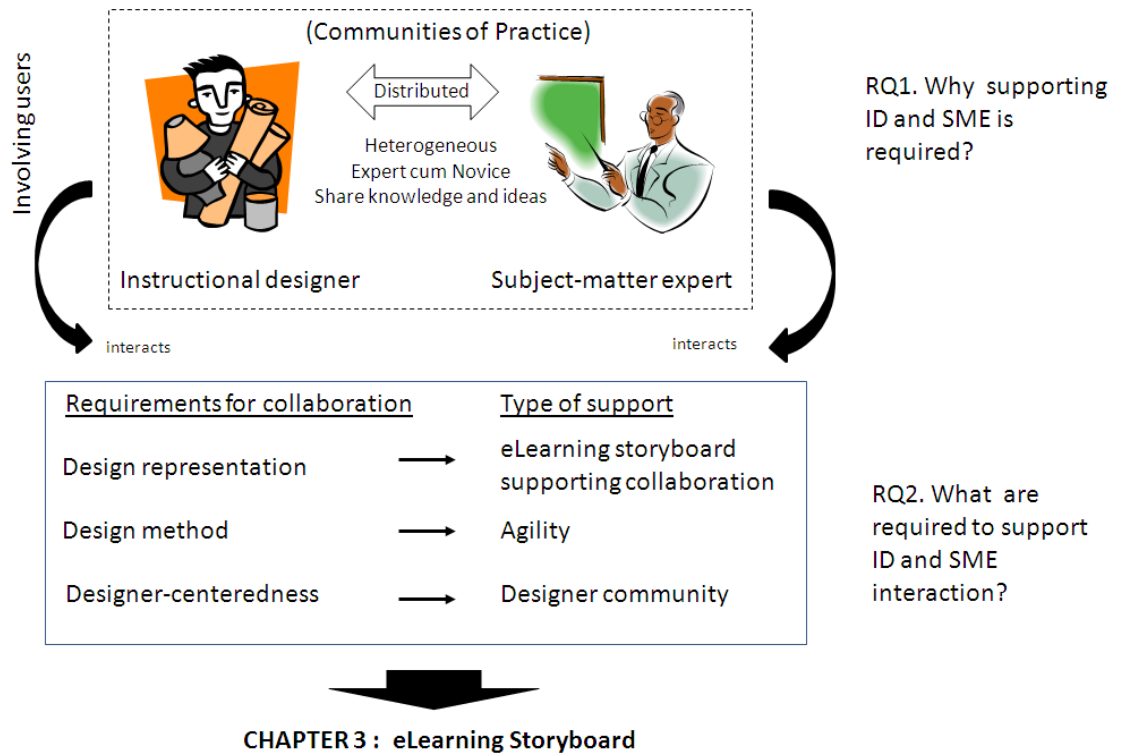 (Communities of Practice)
Involving users
Distributed
Heterogeneous
Expert cum Novice
Share knowledge and ideas
Instructional designer
Subject-matter expert
RQ1. Why supporting
ID and SME is
required?
interacts
interacts
Requirements for collaboration
Type of support
Design representation
eLearning storyboard
supporting collaboration
Design method
Agility
Designer-centeredness
Designer community
RQ2. What are
required to support
ID and SME
interaction?
CHAPTER 3 : eLearning Storyboard